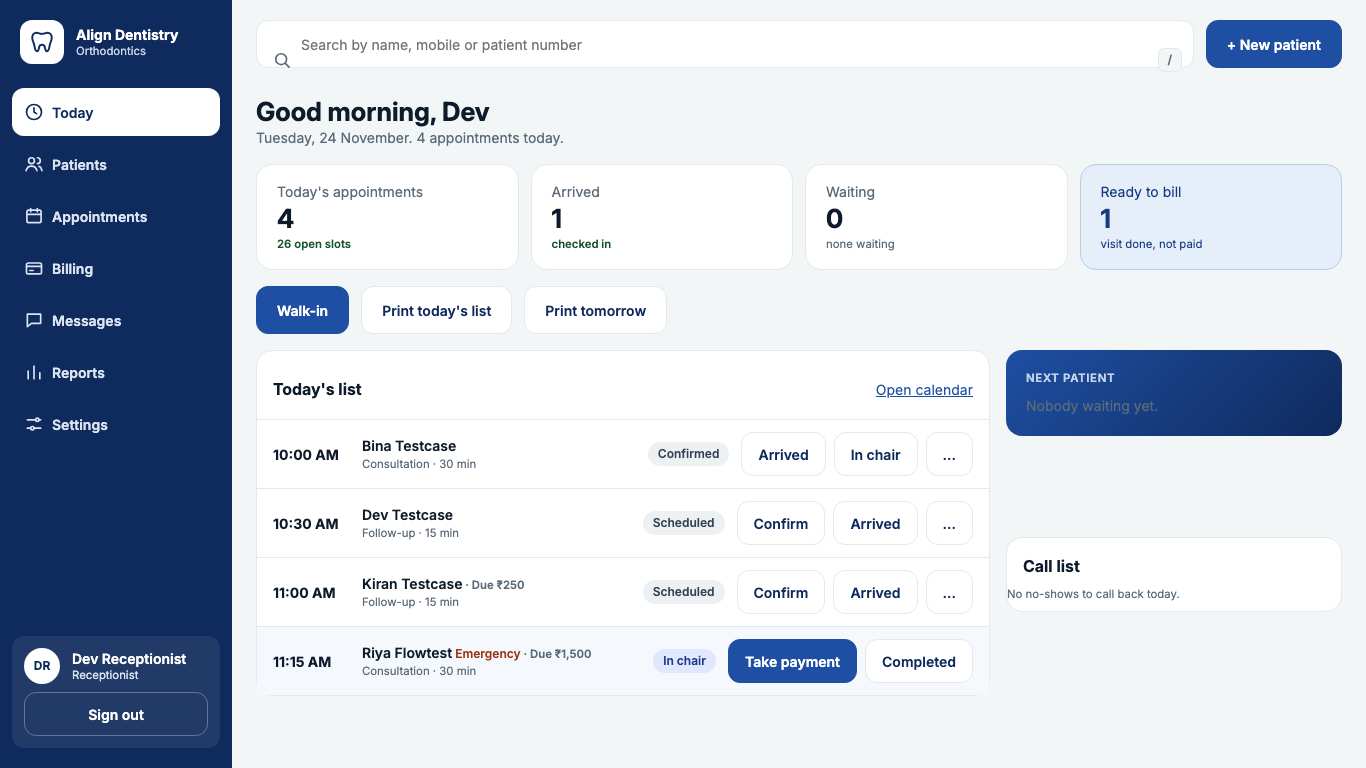 Align Dentistry
Orthodontics
Today
Patients
Appointments
Billing
Messages
Reports
Settings
DR
Dev Receptionist
Receptionist
Sign out
Search by name, mobile or patient number
/
+ New patient
Good morning, Dev
Tuesday, 24 November. 4 appointments today.
Today's appointments
4
26 open slots
Arrived
1
checked in
Waiting
0
none waiting
Ready to bill
1
visit done, not paid
Walk-in
Print today's list
Print tomorrow
Today's list
Open calendar
10:00 AM
Bina Testcase
Consultation · 30 min
Confirmed
Arrived
In chair
...
10:30 AM
Dev Testcase
Follow-up · 15 min
Scheduled
Confirm
Arrived
...
11:00 AM
Kiran Testcase · Due ₹250
Follow-up · 15 min
Scheduled
Confirm
Arrived
...
11:15 AM
Riya Flowtest Emergency · Due ₹1,500
Consultation · 30 min
In chair
Take payment
Completed
NEXT PATIENT
Nobody waiting yet.
Call list
No no-shows to call back today.